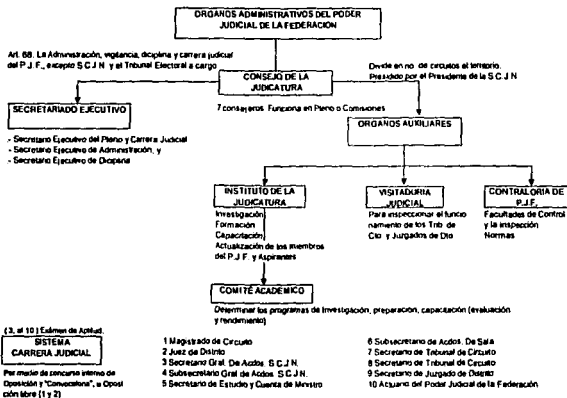 ORGANOS ADMINISTRATIVOS DEL PODER
JUDICIAL DE LA FEDERACIÓN
Art. 68. La Administración, vigilancia, diciplina y carrera judicial
del P.J.F., excepto S.C.J.N. y el Tribunal Electoral a cargo
CONSEJO DE LA
JUDICATURA
Divide en no. de circuitos el territorio.
Presidido por el Presidente de la S.C.J.N
SECRETARIADO EJECUTIVO
7 consejeros. Funciona en Pleno o Comisiones
ORGANOS AUXILIARES
.- Secretario Ejecutivo del Pleno y Carrera Judicial
.- Secretario Ejecutivo de Administración, y
.- Secretario Ejecutivo de Diciplina
INSTITUTO DE LA
JUDICATURA
VISITADURIA
JUDICIAL
CONTRALORIA DE
P.J.F.
Investigación
Formación
Capacitación,
Actualización de los miembros
del P.J.F. y Aspirantes
Para inspeccionar el funcio
namiento de los Trib. de
Cto. y Juzgados de Dto
Facultades de Control
y la inspección
Normas
COMITÉ ACADEMICO
Determinar los programas de Investigación, preparación, capacitación (evaluación
y rendimiento)
(3, al 10) Exámen de Aptitud.
SISTEMA
CARRERA JUDICIAL
Por medio de concurso interno de
Oposición y "Convocatoria", a Oposi
ción libre (1 y 2)
1 Magistrado de Circuito
2 Juez de Distrito
3 Secretario Gral. De Acdos. S.C.J.N.
4 Subsecretario Gral de Acdos. S.C.J.N.
5 Secretario de Estudio y Cuenta de Ministro
6 Subsecretario de Acdos. De Sala
7 Secretario de Tribunal de Circuito
8 Secretario de Tribunal de Circuito
9 Secretario de Juzgado de Distrito
10 Actuario del Poder Judicial de la Federación